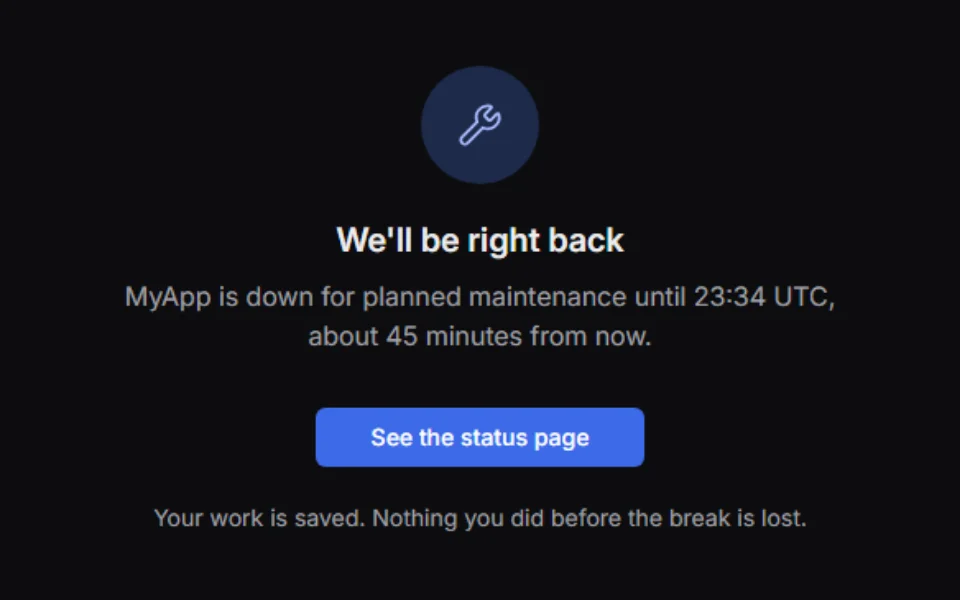 We'll be right back
MyApp is down for planned maintenance until 23:34 UTC,
about 45 minutes from now.
See the status page
Your work is saved. Nothing you did before the break is lost.